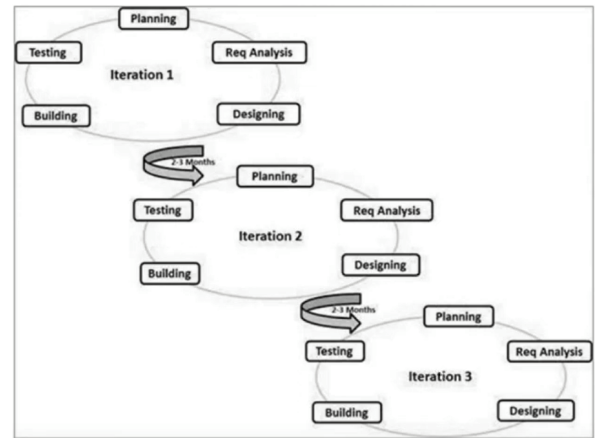 Planning
Testing
Req Analysis
Iteration 1
Building
Designing
2-3 Months
Planning
Testing
Req Analysis
Iteration 2
Building
Designing
2-3 Months
Planning
Testing
Req Analysis
Iteration 3
Building
Designing